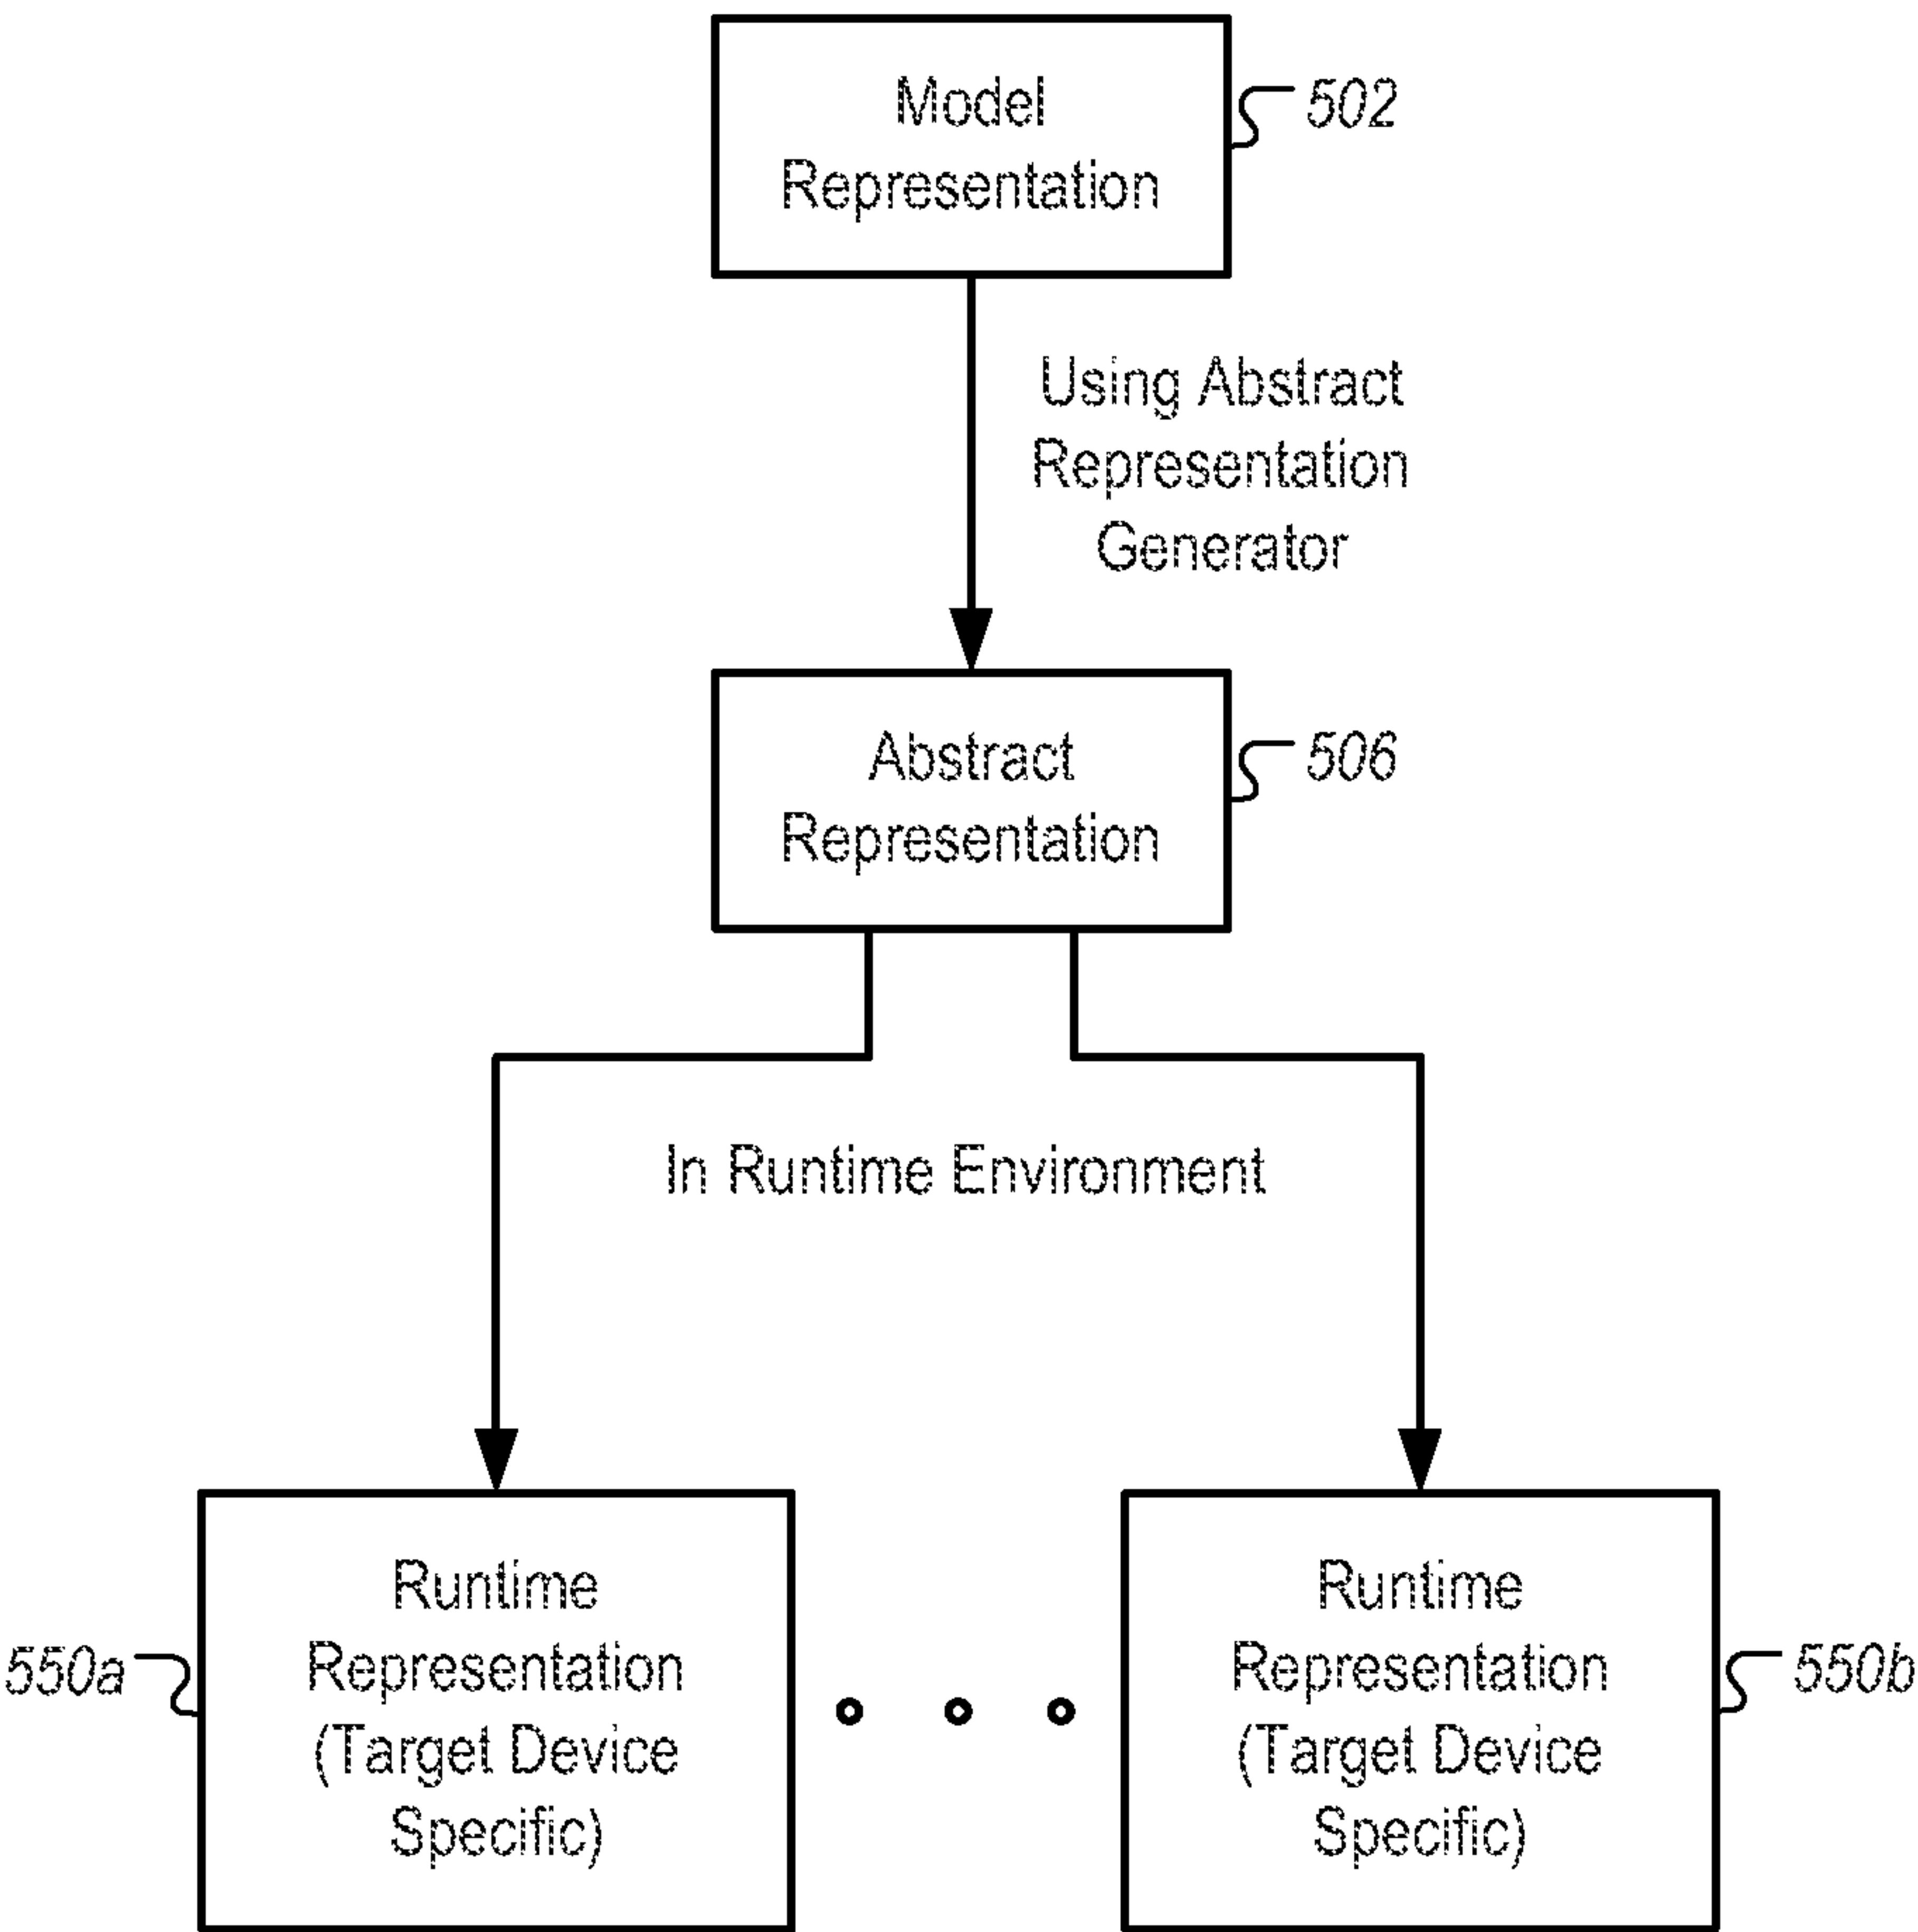 Model
Representation
502
Using Abstract
Representation
Generator
Abstract
Representation
506
In Runtime Environment
Runtime
Representation
(Target Device
Specific)
550a
Runtime
Representation
(Target Device
Specific)
550b